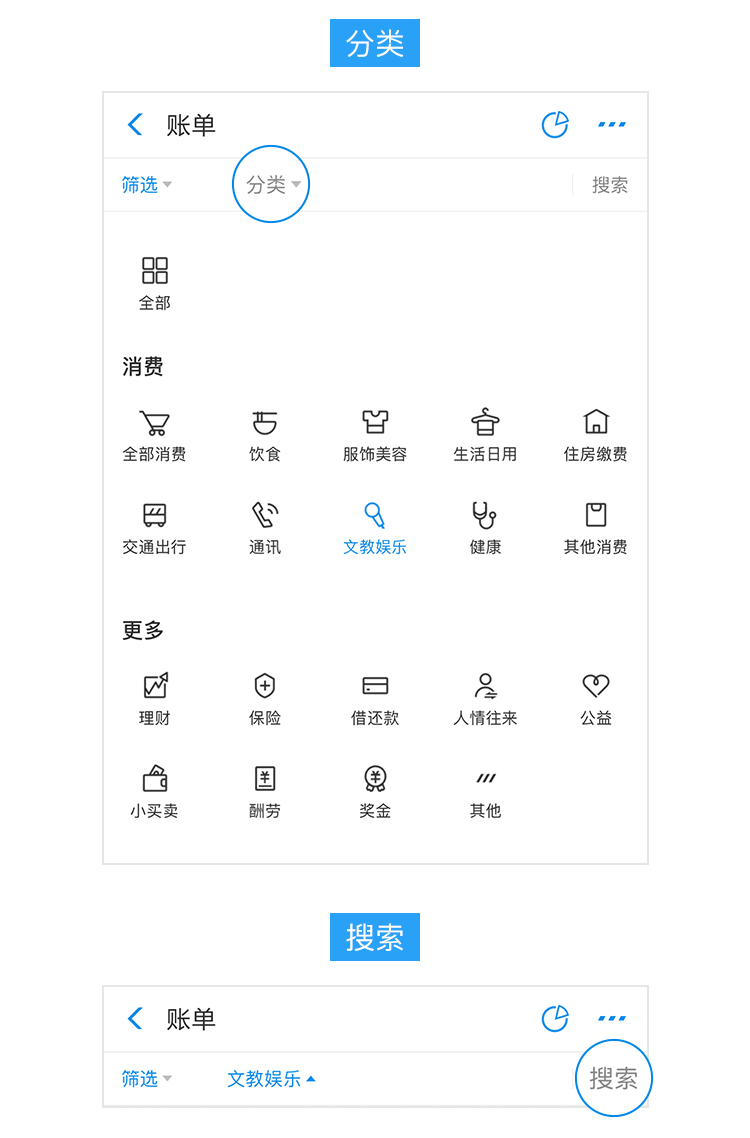 分类
账单
筛选 分类 搜索
全部
消费
全部消费 饮食 服饰美容 生活日用 住房缴费
交通出行 通讯 文教娱乐 健康 其他消费
更多
理财 保险 借还款 人情往来 公益
小买卖 酬劳 奖金 其他
搜索
账单
筛选 文教娱乐 搜索